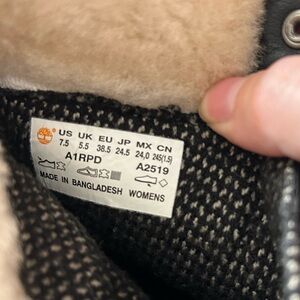 US UK EU JP MX CN
7.5 5.5 38.5 24.5 24,0 245(1.5)
A1RPD A2519
MADE IN BANGLADESH WOMENS